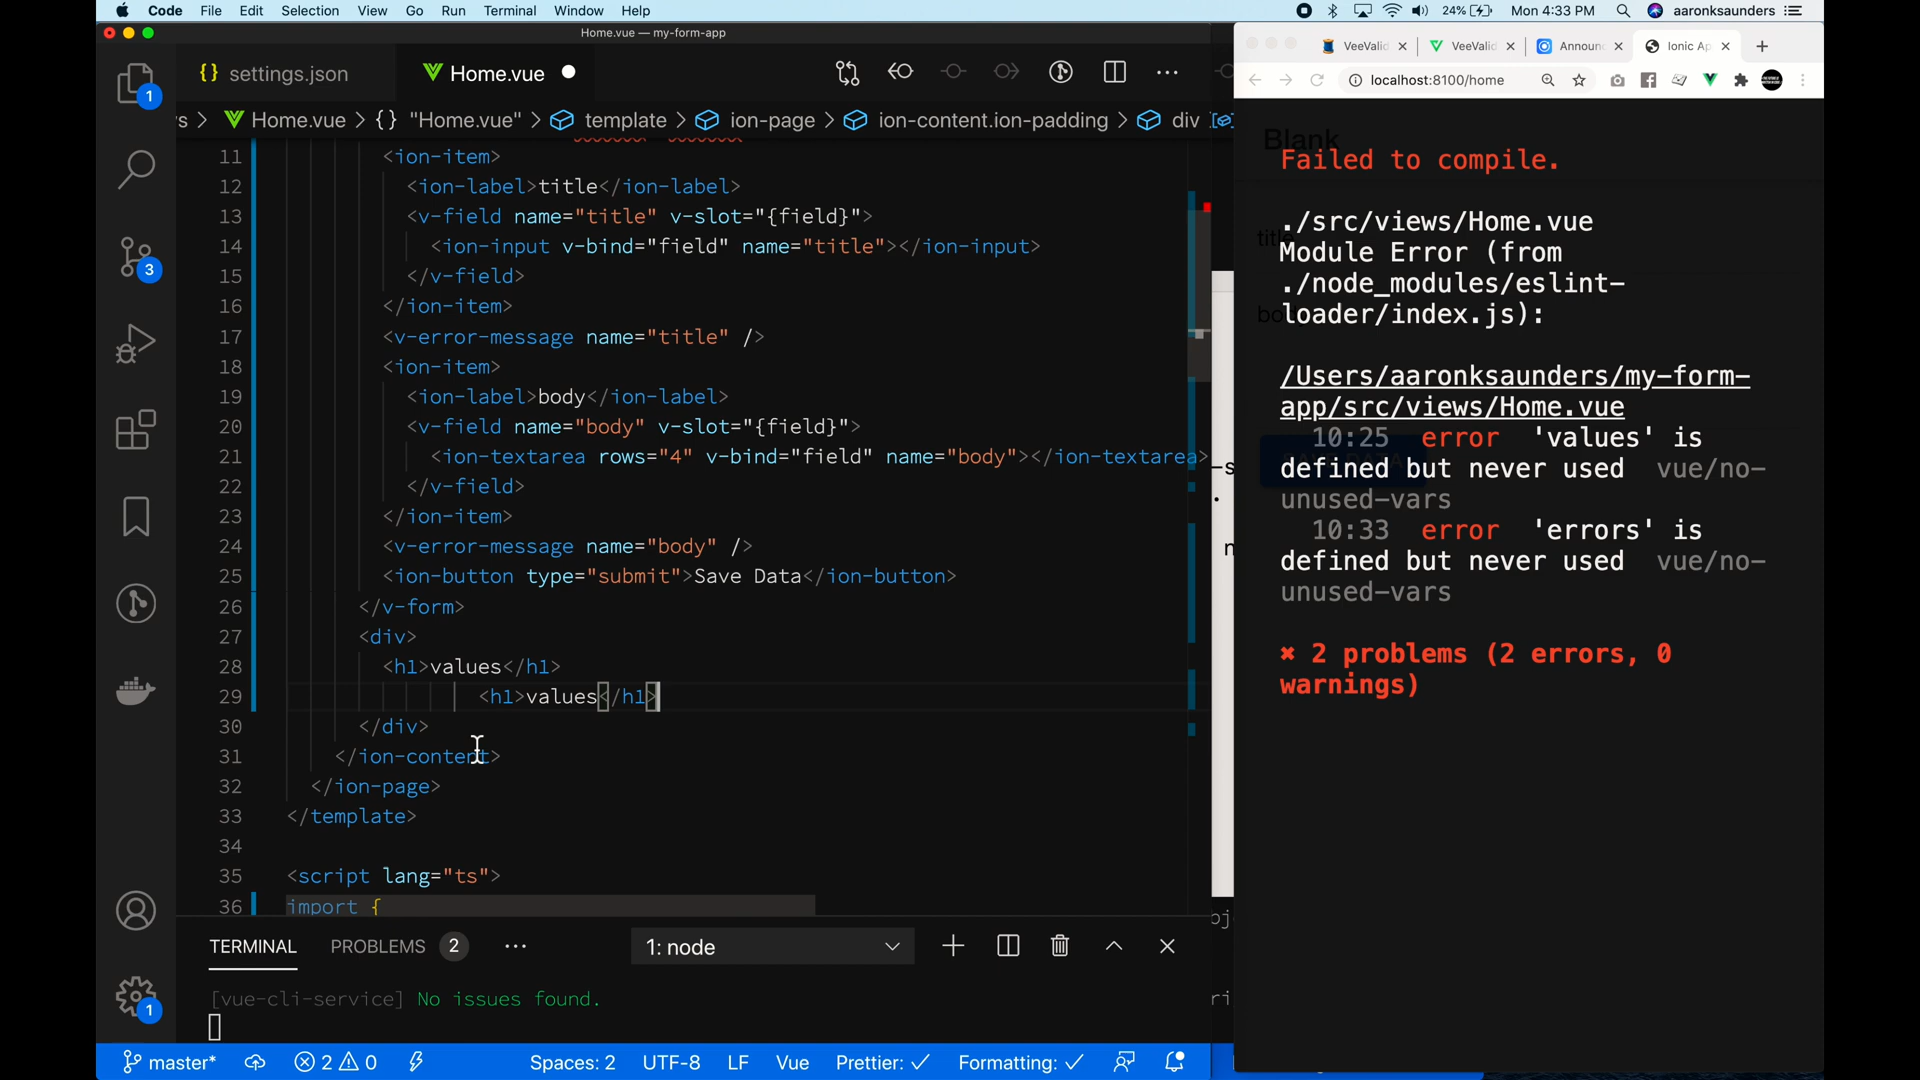 Code File Edit Selection View Go Run Terminal Window Help
24% Mon 4:33 PM aaronksaunders
Home.vue — my-form-app
{} settings.json Home.vue
s > Home.vue > {} "Home.vue" > template > ion-page > ion-content.ion-padding > div
11 <ion-item>
12 <ion-label>title</ion-label>
13 <v-field name="title" v-slot="{field}">
14 <ion-input v-bind="field" name="title"></ion-input>
15 </v-field>
16 </ion-item>
17 <v-error-message name="title" />
18 <ion-item>
19 <ion-label>body</ion-label>
20 <v-field name="body" v-slot="{field}">
21 <ion-textarea rows="4" v-bind="field" name="body"></ion-textarea>
22 </v-field>
23 </ion-item>
24 <v-error-message name="body" />
25 <ion-button type="submit">Save Data</ion-button>
26 </v-form>
27 <div>
28 <h1>values</h1>
29 <h1>values</h1>
30 </div>
31 </ion-content>
32 </ion-page>
33 </template>
34
35 <script lang="ts">
36 import {
TERMINAL PROBLEMS 2 ... 1: node
[vue-cli-service] No issues found.
master* 2 0 Spaces: 2 UTF-8 LF Vue Prettier: ✓ Formatting: ✓
1
3
1
VeeValid VeeValid Announc Ionic Ap
localhost:8100/home
Blank
Failed to compile.
./src/views/Home.vue
Module Error (from
./node_modules/eslint-
loader/index.js):
/Users/aaronksaunders/my-form-
app/src/views/Home.vue
10:25 error 'values' is
defined but never used vue/no-
unused-vars
10:33 error 'errors' is
defined but never used vue/no-
unused-vars
✖ 2 problems (2 errors, 0
warnings)